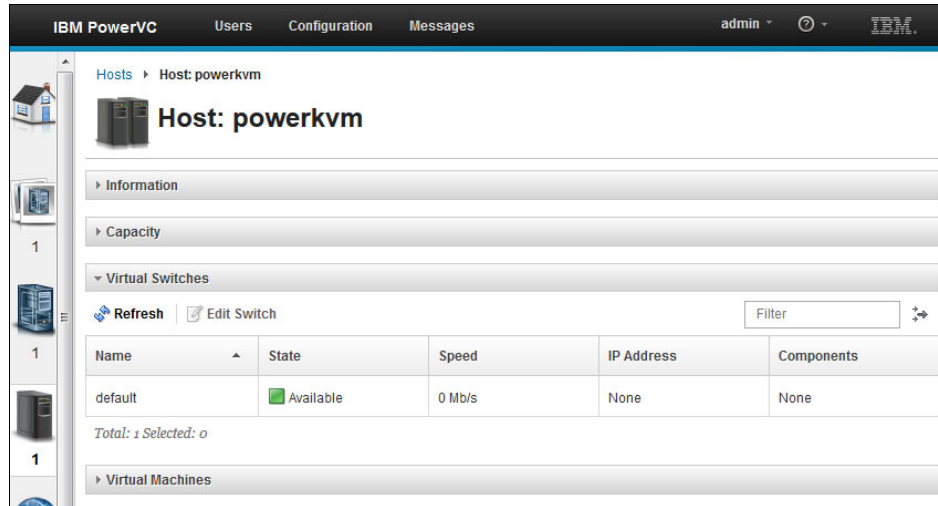 IBM PowerVC Users Configuration Messages admin ? IBM.
Hosts Host: powerkvm
Host: powerkvm
Information
1
Capacity
Virtual Switches
Refresh Edit Switch Filter
1
Name State Speed IP Address Components
default Available 0 Mb/s None None
Total: 1 Selected: 0
1
Virtual Machines